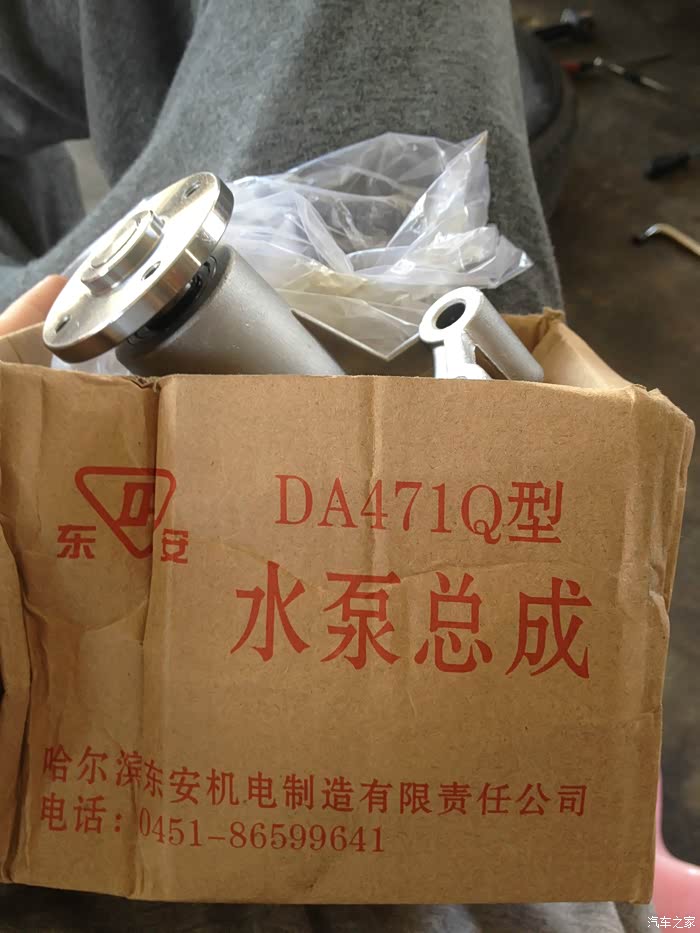 DA471Q型
东安
水泵总成
哈尔滨东安机电制造有限责任公司
电话：0451-86599641
汽车之家